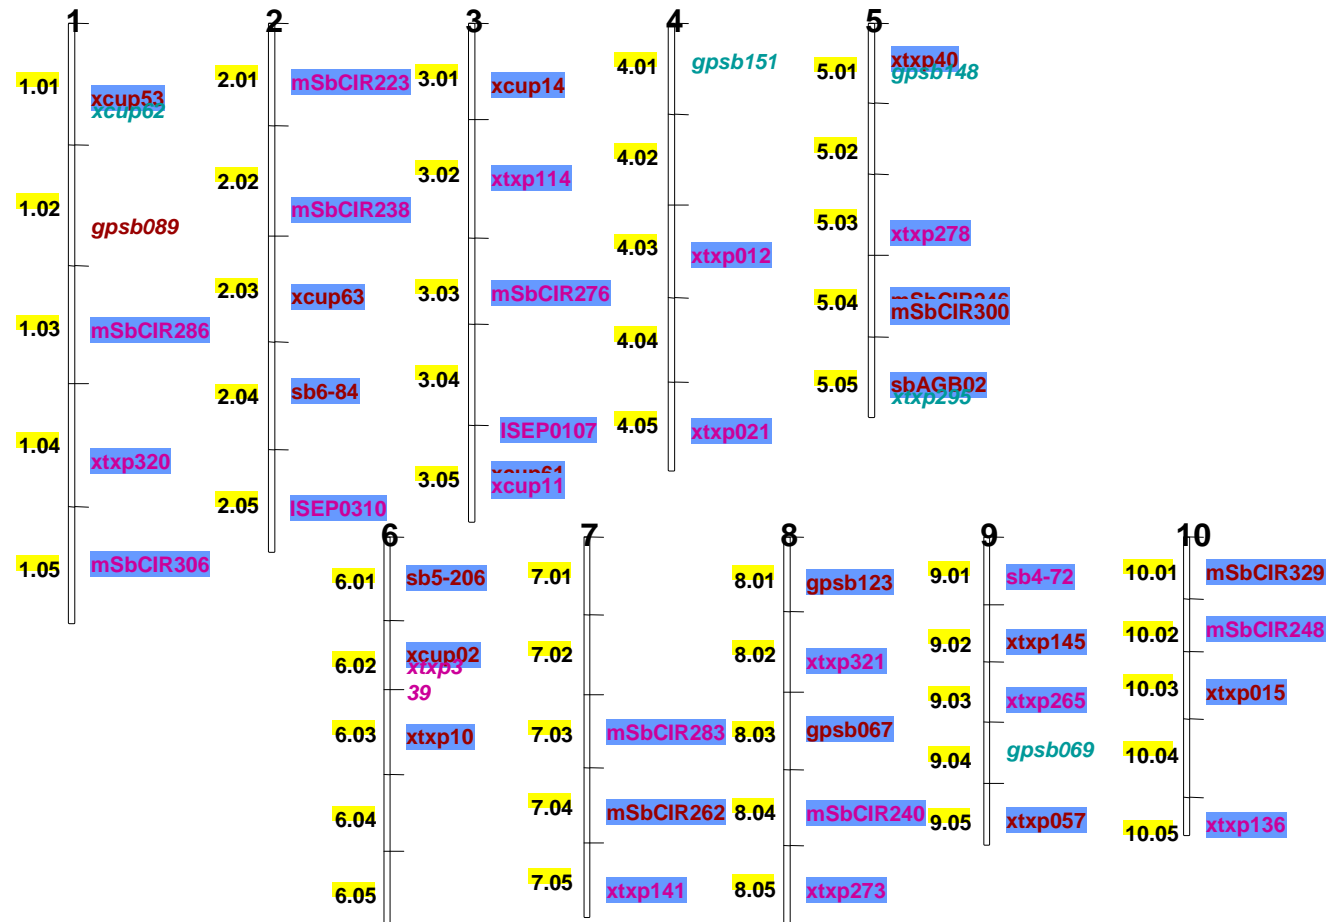 1
1.01
xcup53
xcup62
1.02
gpsb089
1.03
mSbCIR286
1.04
xtxp320
1.05
mSbCIR306
2
2.01
mSbCIR223
2.02
mSbCIR238
2.03
xcup63
2.04
sb6-84
2.05
ISEP0310
3
3.01
xcup14
3.02
xtxp114
3.03
mSbCIR276
3.04
ISEP0107
3.05
xcup61
xcup11
4
4.01
gpsb151
4.02
4.03
xtxp012
4.04
4.05
xtxp021
5
5.01
xtxp40
gpsb148
5.02
5.03
xtxp278
5.04
mSbCIR246
mSbCIR300
5.05
sbAGB02
xtxp295
6
6.01
sb5-206
6.02
xcup02
xtxp3
39
6.03
xtxp10
6.04
6.05
7
7.01
7.02
7.03
mSbCIR283
7.04
mSbCIR262
7.05
xtxp141
8
8.01
gpsb123
8.02
xtxp321
8.03
gpsb067
8.04
mSbCIR240
8.05
xtxp273
9
9.01
sb4-72
9.02
xtxp145
9.03
xtxp265
9.04
gpsb069
9.05
xtxp057
10
10.01
mSbCIR329
10.02
mSbCIR248
10.03
xtxp015
10.04
10.05
xtxp136